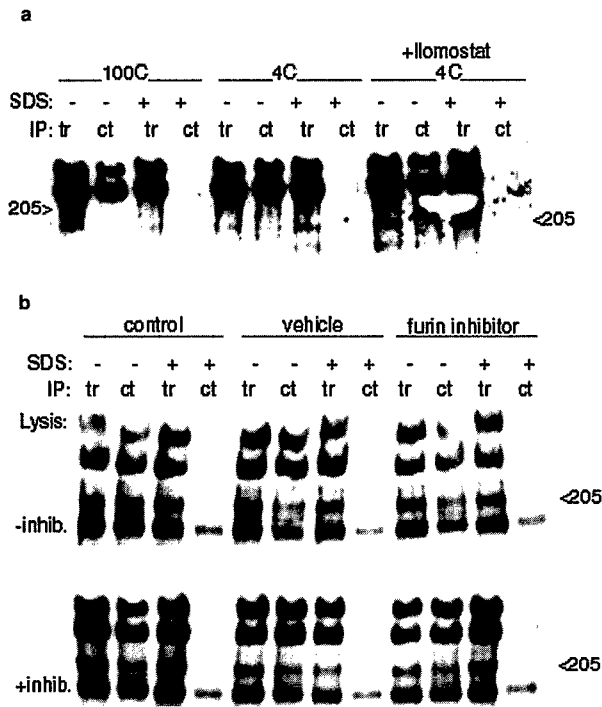 a
+Ilomostat
100C 4C 4C
SDS: - - + + - - + + - - + +
IP: tr ct tr ct tr ct tr ct tr ct tr ct
205> <205
b
control vehicle furin inhibitor
SDS: - - + + - - + + - - + +
IP: tr ct tr ct tr ct tr ct tr ct tr ct
Lysis:
<205
-inhib.
<205
+inhib.